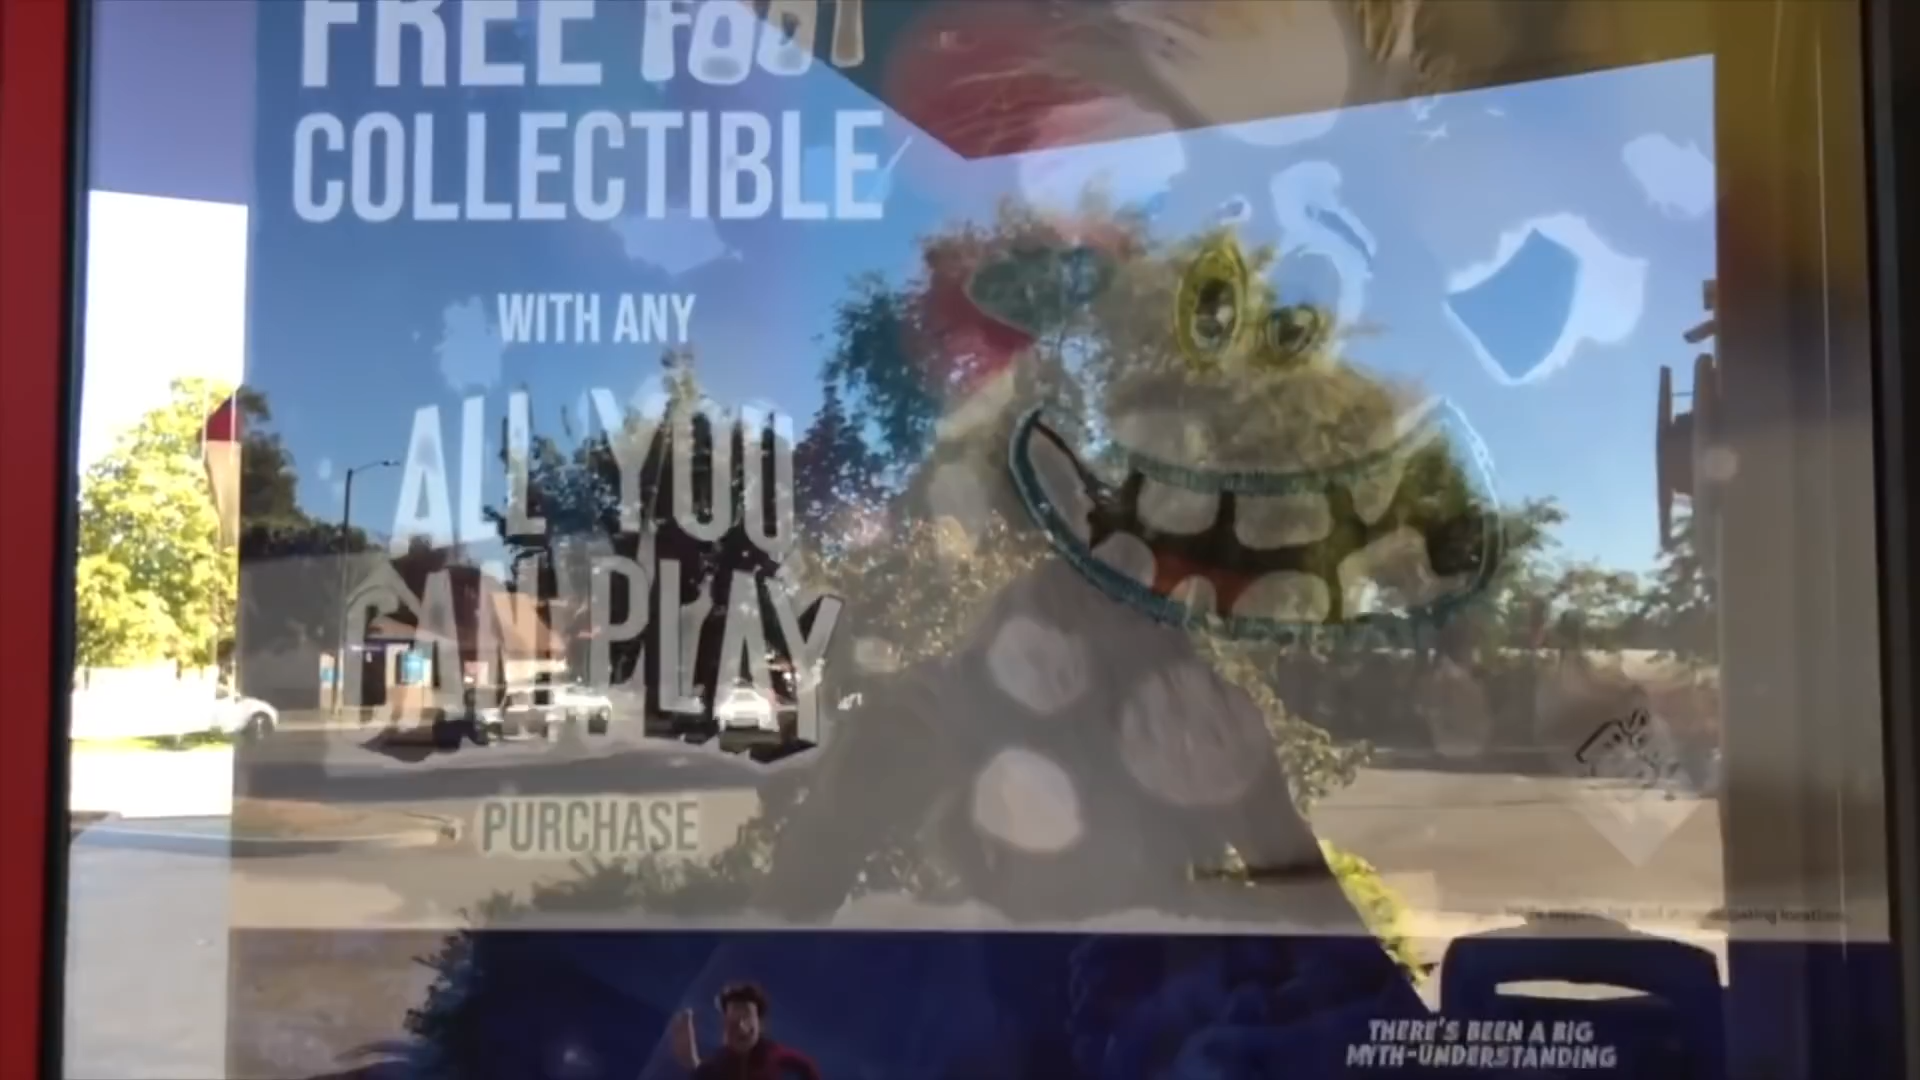 FREE
COLLECTIBLE
WITH ANY
ALL YOU
CAN PLAY
PURCHASE
THERE'S BEEN A BIG
MYTH-UNDERSTANDING